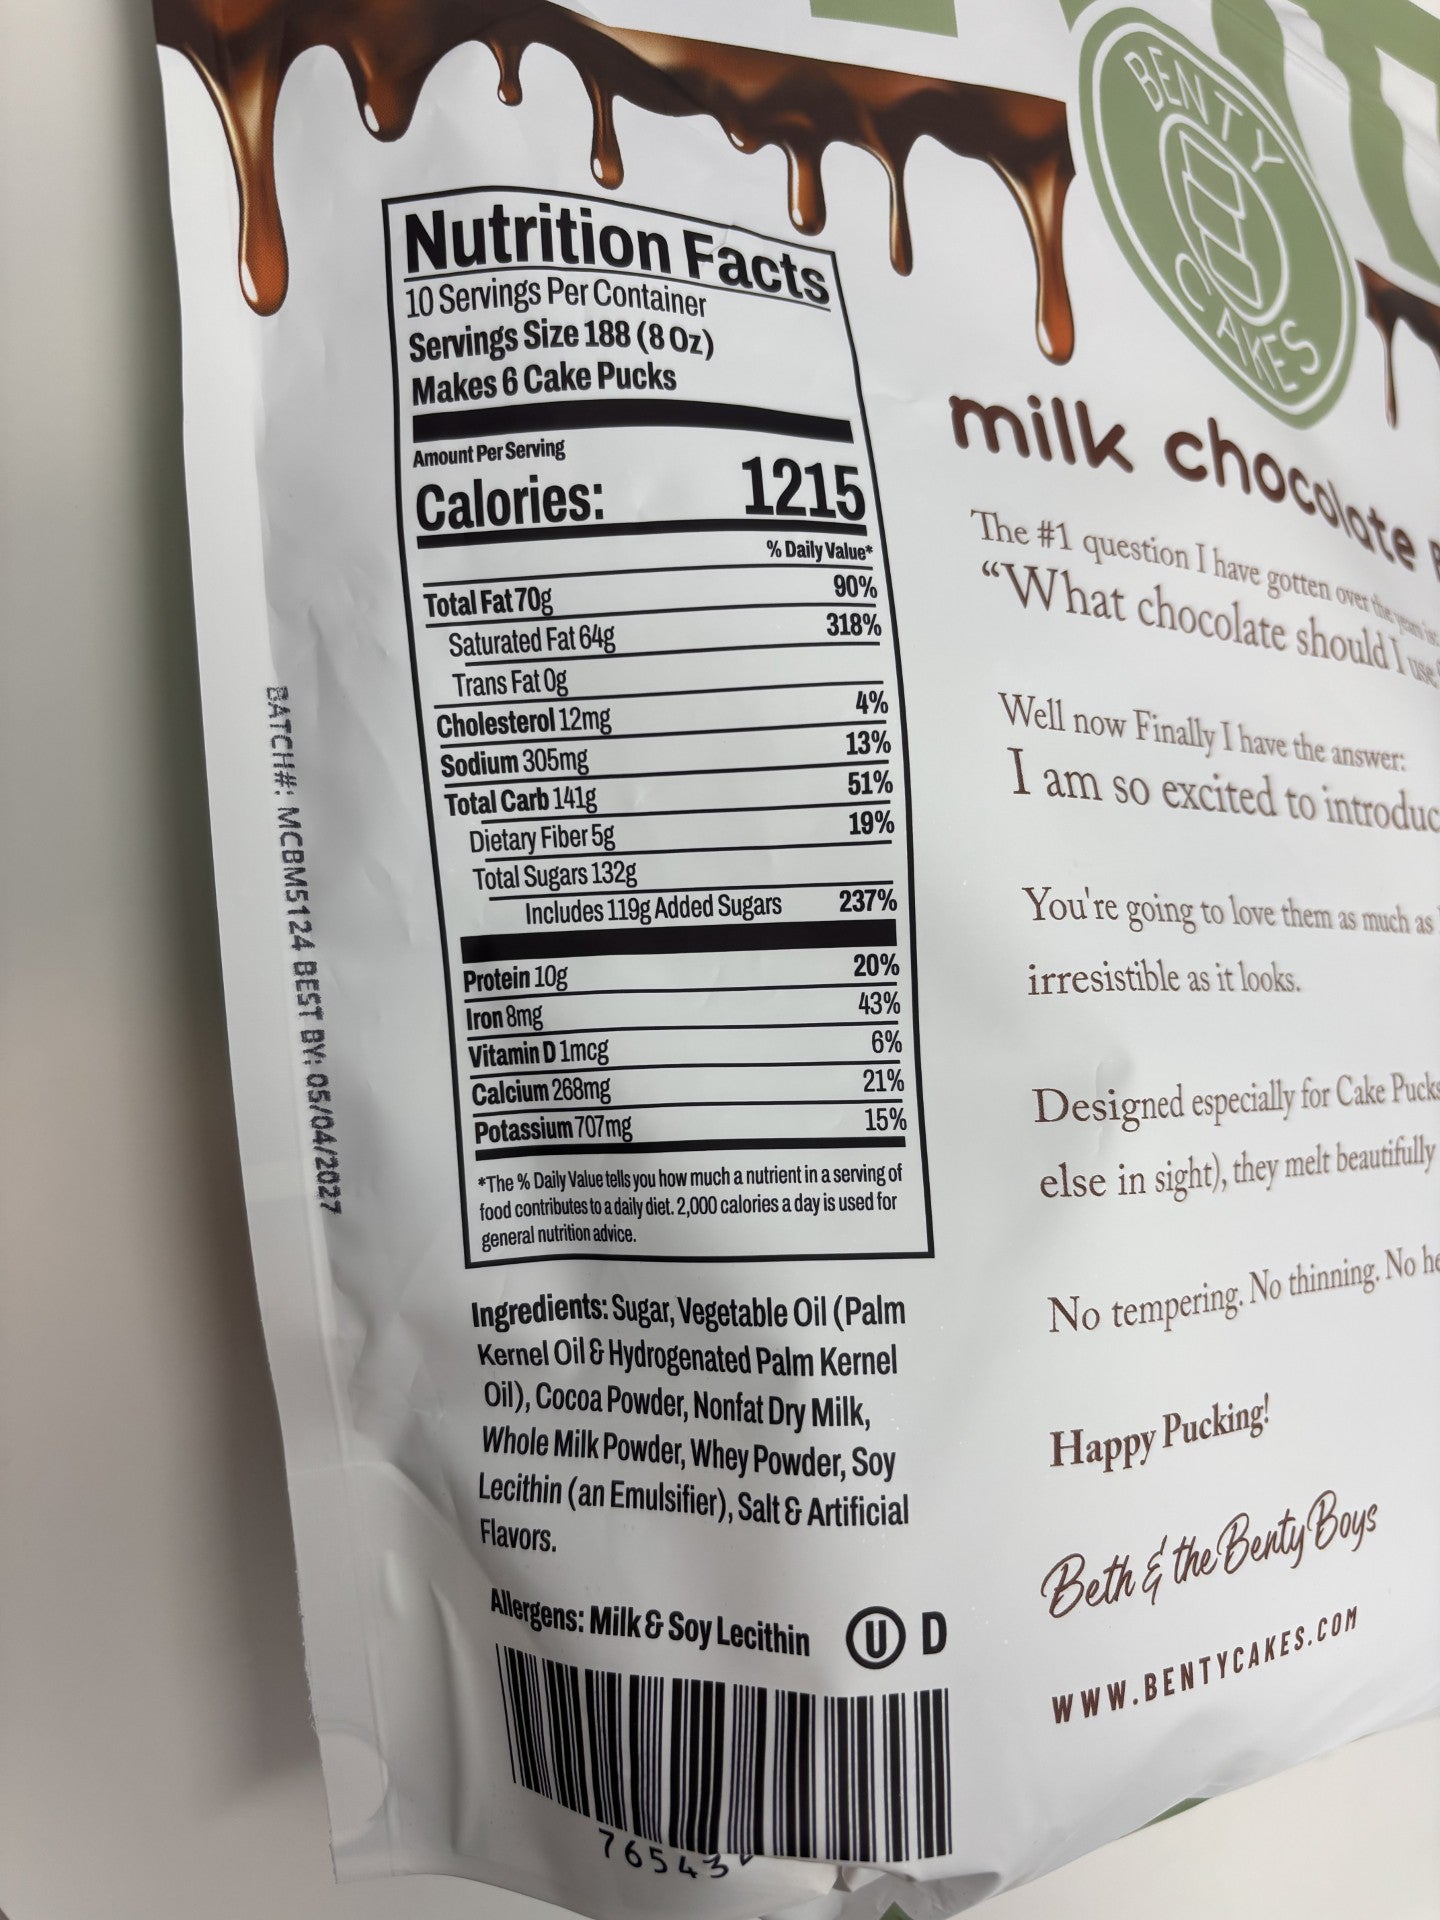 BENTY
CAKES
Nutrition Facts
10 Servings Per Container
Servings Size 188 (8 Oz)
Makes 6 Cake Pucks
Amount Per Serving
Calories: 1215
% Daily Value*
Total Fat 70g 90%
Saturated Fat 64g 318%
Trans Fat 0g
Cholesterol 12mg 4%
Sodium 305mg 13%
Total Carb 141g 51%
Dietary Fiber 5g 19%
Total Sugars 132g
Includes 119g Added Sugars 237%
Protein 10g 20%
Iron 8mg 43%
Vitamin D 1mcg 6%
Calcium 268mg 21%
Potassium 707mg 15%
*The % Daily Value tells you how much a nutrient in a serving of
food contributes to a daily diet. 2,000 calories a day is used for
general nutrition advice.
Ingredients: Sugar, Vegetable Oil (Palm
Kernel Oil & Hydrogenated Palm Kernel
Oil), Cocoa Powder, Nonfat Dry Milk,
Whole Milk Powder, Whey Powder, Soy
Lecithin (an Emulsifier), Salt & Artificial
Flavors.
Allergens: Milk & Soy Lecithin U D
76543
BATCH#: MCBM5124 BEST BY: 05/04/2027
milk chocolate
The #1 question I have gotten over the years is:
“What chocolate should I use
Well now Finally I have the answer:
I am so excited to introduc
You're going to love them as much as
irresistible as it looks.
Designed especially for Cake Pucks
else in sight), they melt beautifully
No tempering. No thinning. No he
Happy Pucking!
Beth & the Benty Boys
WWW.BENTYCAKES.COM